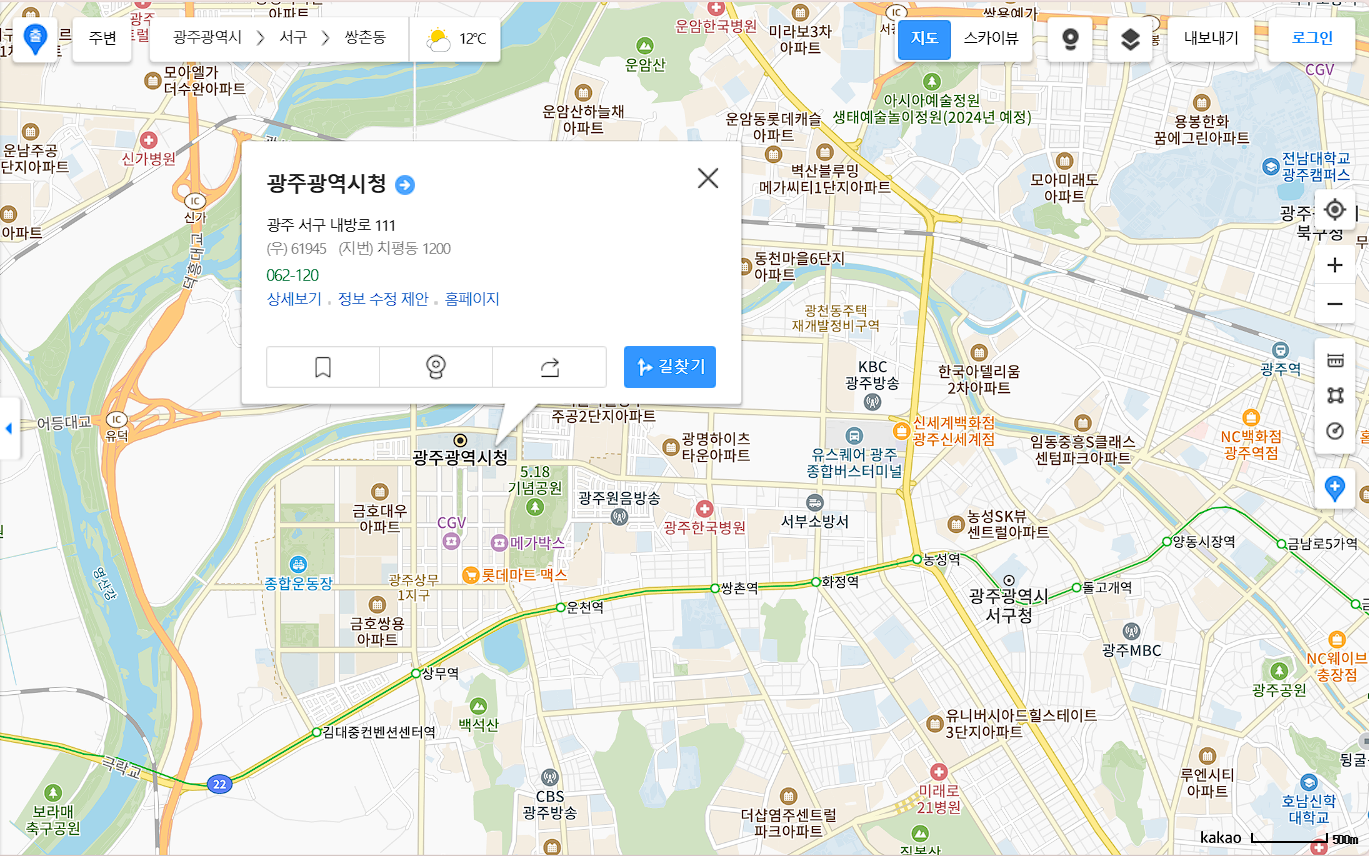 주변
광주광역시 서구 쌍촌동
12℃
지도
스카이뷰
내보내기
로그인
광주광역시청
광주 서구 내방로 111
(우) 61945 (지번) 치평동 1200
062-120
상세보기
정보 수정 제안
홈페이지
길찾기
아파트
운암한국병원
미라보3차
아파트
쌍용예가
IC
CGV
운암산
모아엘가
더수완아파트
아시아예술정원
생태예술놀이정원(2024년 예정)
운암산하늘채
아파트
운암동롯데캐슬
아파트
용봉한화
꿈에그린아파트
운남주공
단지아파트
신가병원
벽산블루밍
메가씨티1단지아파트
모아미래도
아파트
전남대학교
광주캠퍼스
IC
신가
아파트
북구청
덕흥대교
동천마을6단지
아파트
광천동주택
재개발정비구역
KBC
광주방송
한국아델리움
2차아파트
광주역
어등대교
IC
유덕
주공2단지아파트
신세계백화점
광주신세계점
광명하이츠
타운아파트
유스퀘어 광주
종합버스터미널
임동중흥S클래스
센텀파크아파트
NC백화점
광주역점
광주광역시청
5.18
기념공원
금호대우
아파트
광주원음방송
광주한국병원
서부소방서
농성SK뷰
센트럴아파트
CGV
메가박스
양동시장역
금남로5가역
영산강
종합운동장
광주상무
1지구
롯데마트 맥스
쌍촌역
화정역
농성역
광주광역시
서구청
돌고개역
운천역
금호쌍용
아파트
광주MBC
NC웨이브
충장점
상무역
광주공원
백석산
김대중컨벤션센터역
유니버시아드힐스테이트
3단지아파트
극락교
22
루엔시티
아파트
보라매
축구공원
CBS
광주방송
미래로
21병원
더샵염주센트럴
파크아파트
호남신학
대학교
짚봉산
kakao
500m